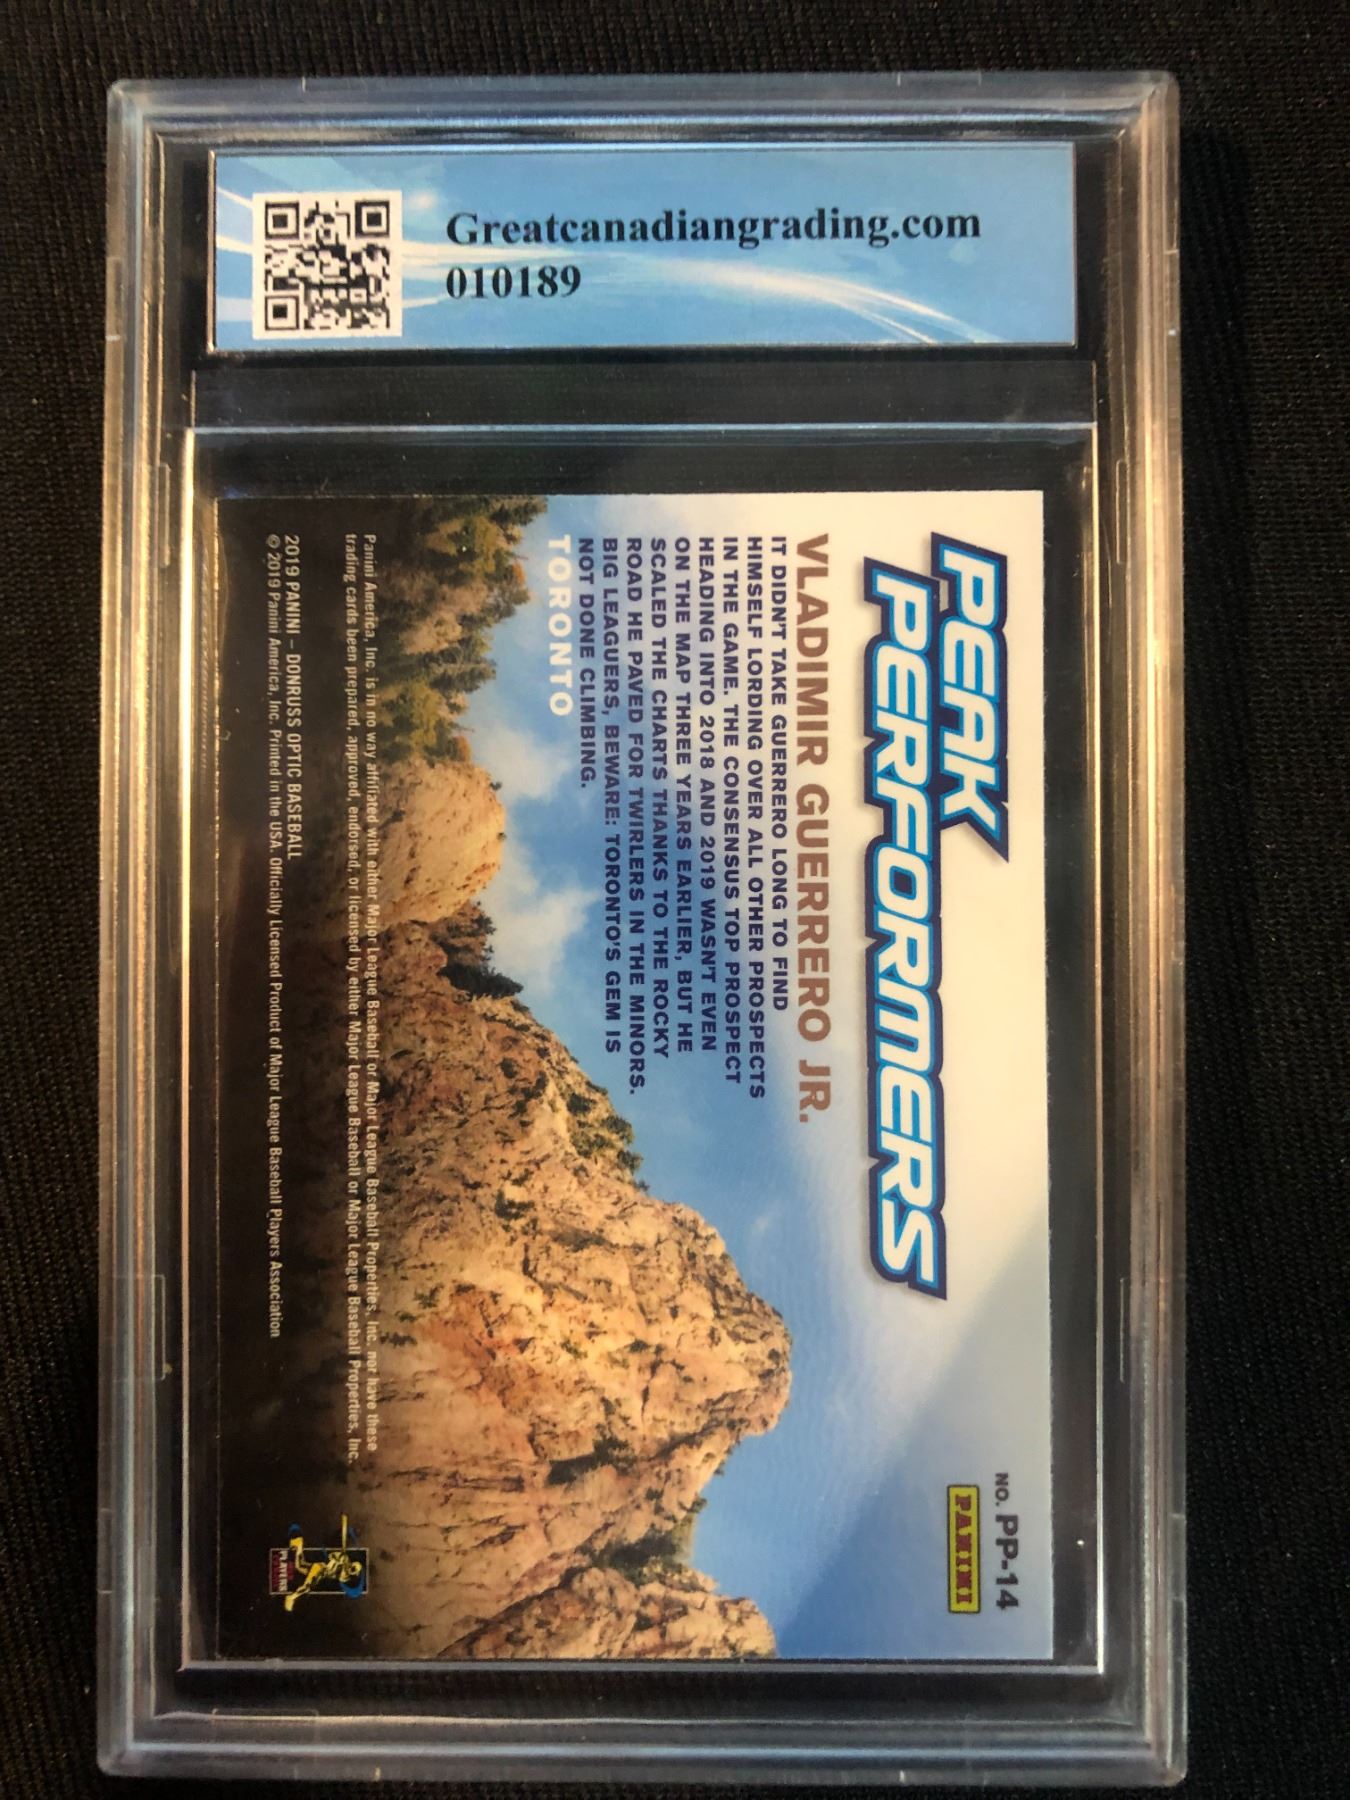 Greatcanadiangrading.com
010189
PEAK
PERFORMERS
NO. PP-14
PANINI
VLADIMIR GUERRERO JR.
IT DIDN'T TAKE GUERRERO LONG TO FIND
HIMSELF LORDING OVER ALL OTHER PROSPECTS
IN THE GAME. THE CONSENSUS TOP PROSPECT
HEADING INTO 2018 AND 2019 WASN'T EVEN
ON THE MAP THREE YEARS EARLIER, BUT HE
SCALED THE CHARTS THANKS TO THE ROCKY
ROAD HE PAVED FOR TWIRLERS IN THE MINORS.
BIG LEAGUERS, BEWARE: TORONTO'S GEM IS
NOT DONE CLIMBING.
TORONTO
Panini America, Inc. is in no way affiliated with either Major League Baseball or Major League Baseball Properties, Inc. nor have these
trading cards been prepared, approved, endorsed, or licensed by either Major League Baseball or Major League Baseball Properties, Inc.
2019 PANINI – DONRUSS OPTIC BASEBALL
© 2019 Panini America, Inc. Printed in the USA. Officially Licensed Product of Major League Baseball Players Association
PLAYERS